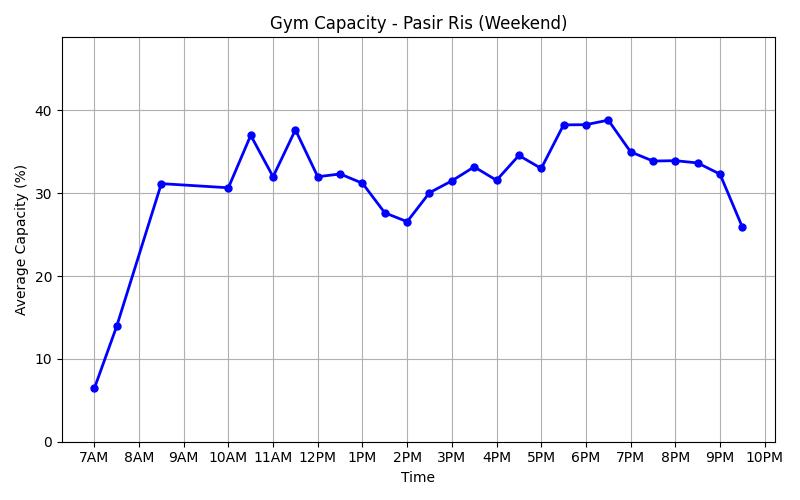 Gym Capacity - Pasir Ris (Weekend)
Average Capacity (%)
40
30
20
10
0
7AM 8AM 9AM 10AM 11AM 12PM 1PM 2PM 3PM 4PM 5PM 6PM 7PM 8PM 9PM 10PM
Time